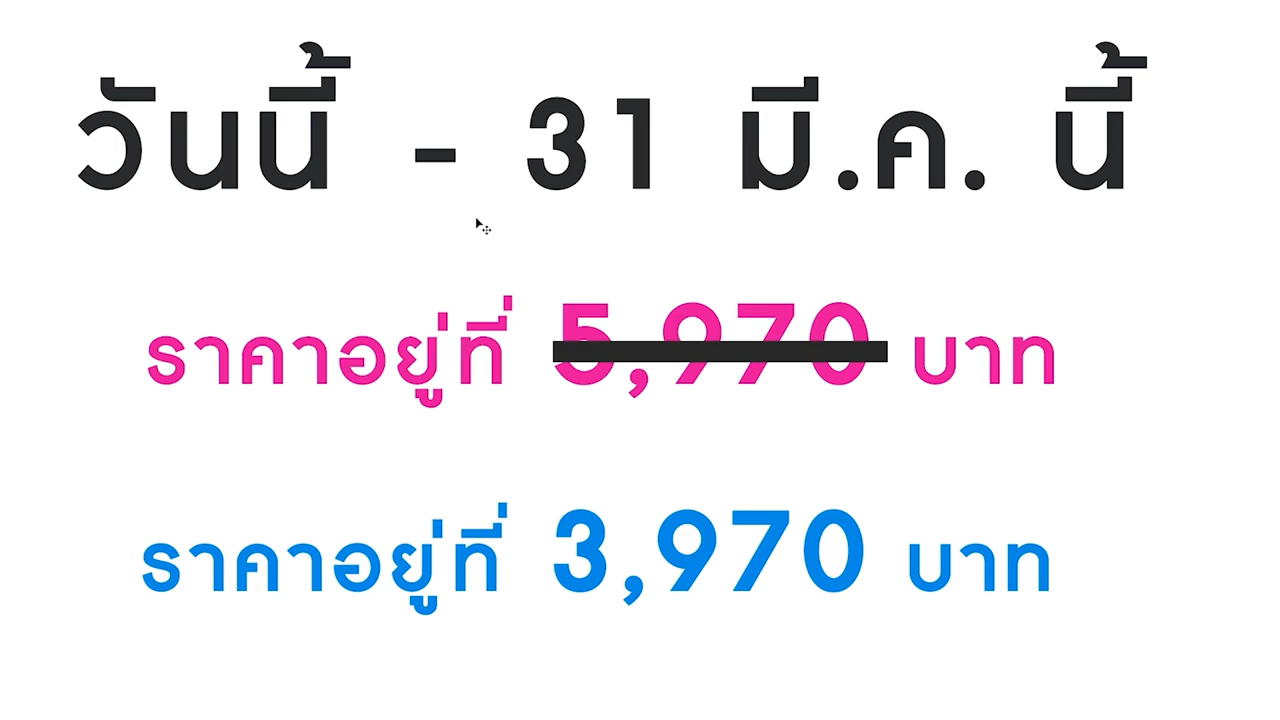 วันนี้ - 31 มี.ค. นี้
ราคาอยู่ที่ 5,970 บาท
ราคาอยู่ที่ 3,970 บาท